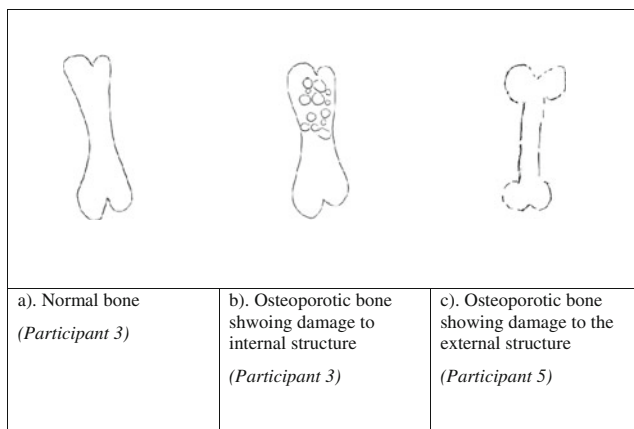 a). Normal bone
(Participant 3)
b). Osteoporotic bone
shwoing damage to
internal structure
(Participant 3)
c). Osteoporotic bone
showing damage to the
external structure
(Participant 5)